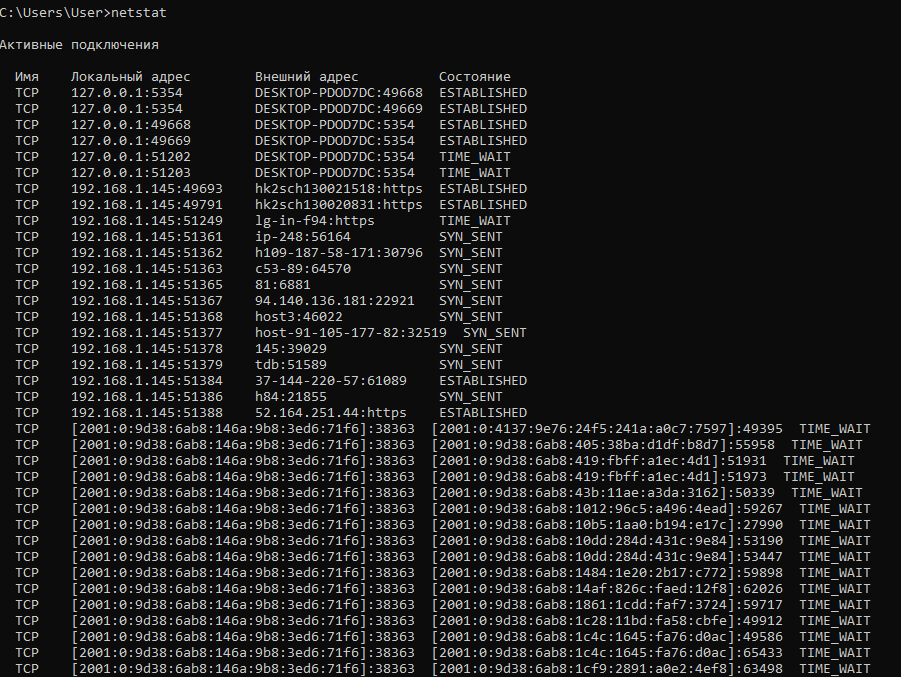 C:\Users\User>netstat
Активные подключения
Имя Локальный адрес Внешний адрес Состояние
TCP 127.0.0.1:5354 DESKTOP-PDOD7DC:49668 ESTABLISHED
TCP 127.0.0.1:5354 DESKTOP-PDOD7DC:49669 ESTABLISHED
TCP 127.0.0.1:49668 DESKTOP-PDOD7DC:5354 ESTABLISHED
TCP 127.0.0.1:49669 DESKTOP-PDOD7DC:5354 ESTABLISHED
TCP 127.0.0.1:51202 DESKTOP-PDOD7DC:5354 TIME_WAIT
TCP 127.0.0.1:51203 DESKTOP-PDOD7DC:5354 TIME_WAIT
TCP 192.168.1.145:49693 hk2sch130021518:https ESTABLISHED
TCP 192.168.1.145:49791 hk2sch130020831:https ESTABLISHED
TCP 192.168.1.145:51249 lg-in-f94:https TIME_WAIT
TCP 192.168.1.145:51361 ip-248:56164 SYN_SENT
TCP 192.168.1.145:51362 h109-187-58-171:30796 SYN_SENT
TCP 192.168.1.145:51363 c53-89:64570 SYN_SENT
TCP 192.168.1.145:51365 81:6881 SYN_SENT
TCP 192.168.1.145:51367 94.140.136.181:22921 SYN_SENT
TCP 192.168.1.145:51368 host3:46022 SYN_SENT
TCP 192.168.1.145:51377 host-91-105-177-82:32519 SYN_SENT
TCP 192.168.1.145:51378 145:39029 SYN_SENT
TCP 192.168.1.145:51379 tdb:51589 SYN_SENT
TCP 192.168.1.145:51384 37-144-220-57:61089 ESTABLISHED
TCP 192.168.1.145:51386 h84:21855 SYN_SENT
TCP 192.168.1.145:51388 52.164.251.44:https ESTABLISHED
TCP [2001:0:9d38:6ab8:146a:9b8:3ed6:71f6]:38363 [2001:0:4137:9e76:24f5:241a:a0c7:7597]:49395 TIME_WAIT
TCP [2001:0:9d38:6ab8:146a:9b8:3ed6:71f6]:38363 [2001:0:9d38:6ab8:405:38ba:d1df:b8d7]:55958 TIME_WAIT
TCP [2001:0:9d38:6ab8:146a:9b8:3ed6:71f6]:38363 [2001:0:9d38:6ab8:419:fbff:a1ec:4d1]:51931 TIME_WAIT
TCP [2001:0:9d38:6ab8:146a:9b8:3ed6:71f6]:38363 [2001:0:9d38:6ab8:419:fbff:a1ec:4d1]:51973 TIME_WAIT
TCP [2001:0:9d38:6ab8:146a:9b8:3ed6:71f6]:38363 [2001:0:9d38:6ab8:43b:11ae:a3da:3162]:50339 TIME_WAIT
TCP [2001:0:9d38:6ab8:146a:9b8:3ed6:71f6]:38363 [2001:0:9d38:6ab8:1012:96c5:a496:4ead]:59267 TIME_WAIT
TCP [2001:0:9d38:6ab8:146a:9b8:3ed6:71f6]:38363 [2001:0:9d38:6ab8:10b5:1aa0:b194:e17c]:27990 TIME_WAIT
TCP [2001:0:9d38:6ab8:146a:9b8:3ed6:71f6]:38363 [2001:0:9d38:6ab8:10dd:284d:431c:9e84]:53190 TIME_WAIT
TCP [2001:0:9d38:6ab8:146a:9b8:3ed6:71f6]:38363 [2001:0:9d38:6ab8:10dd:284d:431c:9e84]:53447 TIME_WAIT
TCP [2001:0:9d38:6ab8:146a:9b8:3ed6:71f6]:38363 [2001:0:9d38:6ab8:1484:1e20:2b17:c772]:59898 TIME_WAIT
TCP [2001:0:9d38:6ab8:146a:9b8:3ed6:71f6]:38363 [2001:0:9d38:6ab8:14af:826c:faed:12f8]:62026 TIME_WAIT
TCP [2001:0:9d38:6ab8:146a:9b8:3ed6:71f6]:38363 [2001:0:9d38:6ab8:1861:1cdd:faf7:3724]:59717 TIME_WAIT
TCP [2001:0:9d38:6ab8:146a:9b8:3ed6:71f6]:38363 [2001:0:9d38:6ab8:1c28:11bd:fa58:cbfe]:49912 TIME_WAIT
TCP [2001:0:9d38:6ab8:146a:9b8:3ed6:71f6]:38363 [2001:0:9d38:6ab8:1c4c:1645:fa76:d0ac]:49586 TIME_WAIT
TCP [2001:0:9d38:6ab8:146a:9b8:3ed6:71f6]:38363 [2001:0:9d38:6ab8:1c4c:1645:fa76:d0ac]:65433 TIME_WAIT
TCP [2001:0:9d38:6ab8:146a:9b8:3ed6:71f6]:38363 [2001:0:9d38:6ab8:1cf9:2891:a0e2:4ef8]:63498 TIME_WAIT